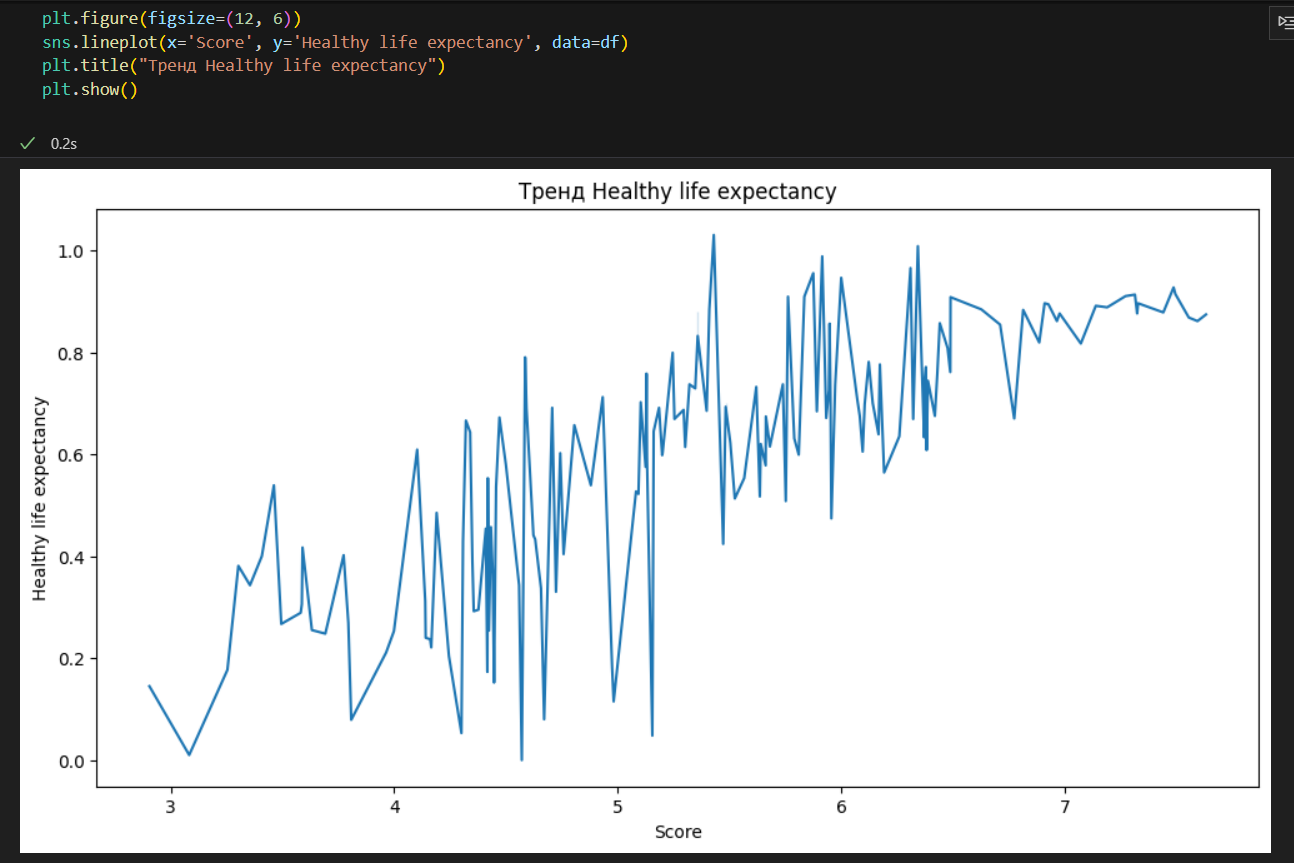 plt.figure(figsize=(12, 6))
sns.lineplot(x='Score', y='Healthy life expectancy', data=df)
plt.title("Тренд Healthy life expectancy")
plt.show()
0.2s
Тренд Healthy life expectancy
1.0
0.8
0.6
0.4
0.2
0.0
Healthy life expectancy
3 4 5 6 7
Score